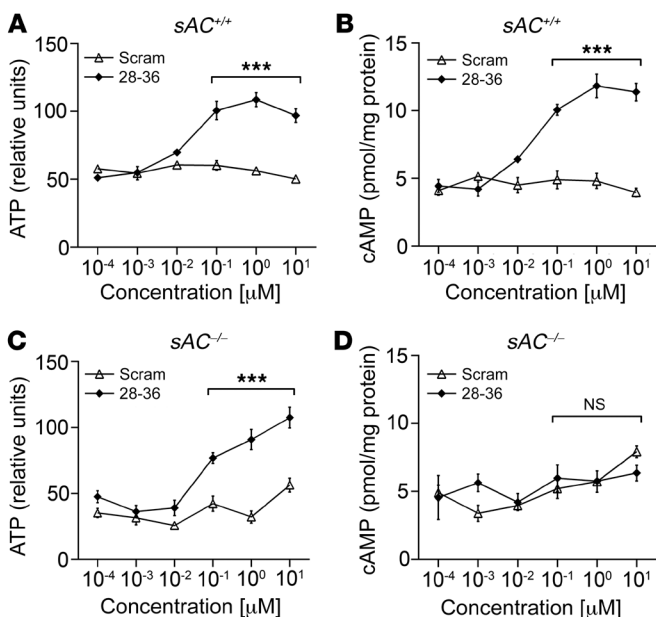 A
sAC+/+
ATP (relative units)
150
100
50
0
Scram
28-36
***
10-4 10-3 10-2 10-1 100 101
Concentration [µM]
B
sAC+/+
cAMP (pmol/mg protein)
15
10
5
0
Scram
28-36
***
10-4 10-3 10-2 10-1 100 101
Concentration [µM]
C
sAC–/–
ATP (relative units)
150
100
50
0
Scram
28-36
***
10-4 10-3 10-2 10-1 100 101
Concentration [µM]
D
sAC–/–
cAMP (pmol/mg protein)
15
10
5
0
Scram
28-36
NS
10-4 10-3 10-2 10-1 100 101
Concentration [µM]